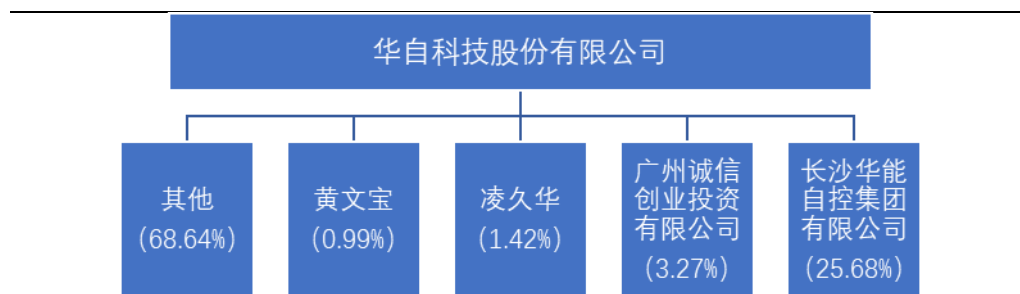 华自科技股份有限公司
其他
(68.64%)
黄文宝
(0.99%)
凌久华
(1.42%)
广州诚信
创业投资
有限公司
(3.27%)
长沙华能
自控集团
有限公司
(25.68%)